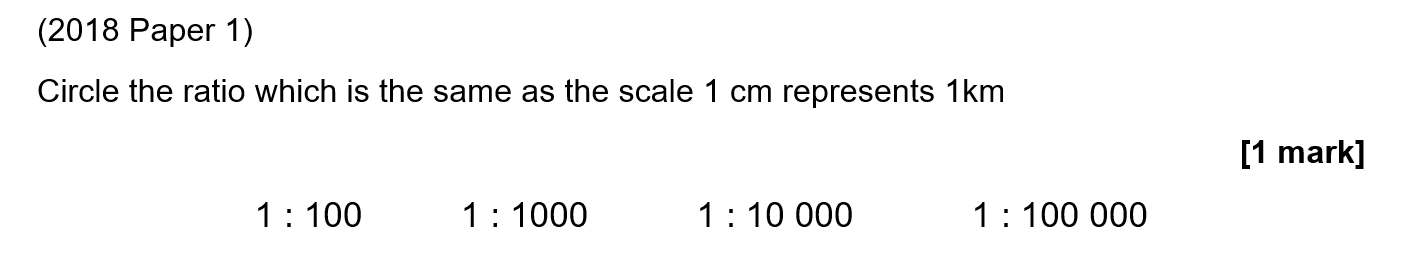 (2018 Paper 1)
Circle the ratio which is the same as the scale 1 cm represents 1km
[1 mark]
1 : 100 1 : 1000 1 : 10 000 1 : 100 000